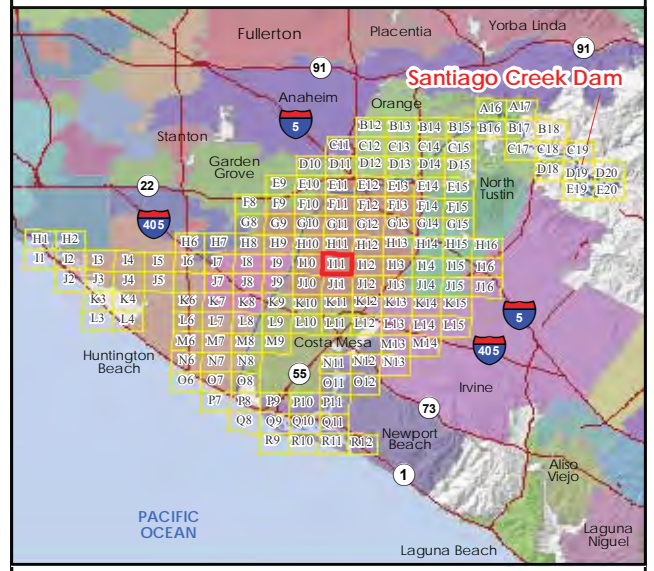 Fullerton
Placentia
Yorba Linda
91
91
Santiago Creek Dam
Anaheim
Orange
A16 A17
5
B12 B13 B14 B15 B16 B17 B18
Stanton
C11 C12 C13 C14 C15 C17 C18 C19
Garden
Grove
D10 D11 D12 D13 D14 D15 D18 D19 D20
North
Tustin
22
E9 E10 E11 E12 E13 E14 E15 E19 E20
F8 F9 F10 F11 F12 F13 F14 F15
405
G8 G9 G10 G11 G12 G13 G14 G15
H1 H2 H6 H7 H8 H9 H10 H11 H12 H13 H14 H15 H16
I1 I2 I3 I4 I5 I6 I7 I8 I9 I10 I11 I12 I13 I14 I15 I16
J2 J3 J4 J5 J7 J8 J9 J10 J11 J12 J13 J14 J15 J16
K3 K4 K6 K7 K8 K9 K10 K11 K12 K13 K14 K15
5
L3 L4 L6 L7 L8 L9 L10 L11 L12 L13 L14 L15
M6 M7 M8 M9 Costa Mesa M13 M14
405
Huntington
Beach
N6 N7 N8 N11 N12 N13
55
O6 O7 O8 O11 O12
Irvine
P7 P8 P9 P10 P11
73
Q8 Q9 Q10 Q11
Newport
Beach
R9 R10 R11 R12
1
Aliso
Viejo
PACIFIC
OCEAN
Laguna
Niguel
Laguna Beach